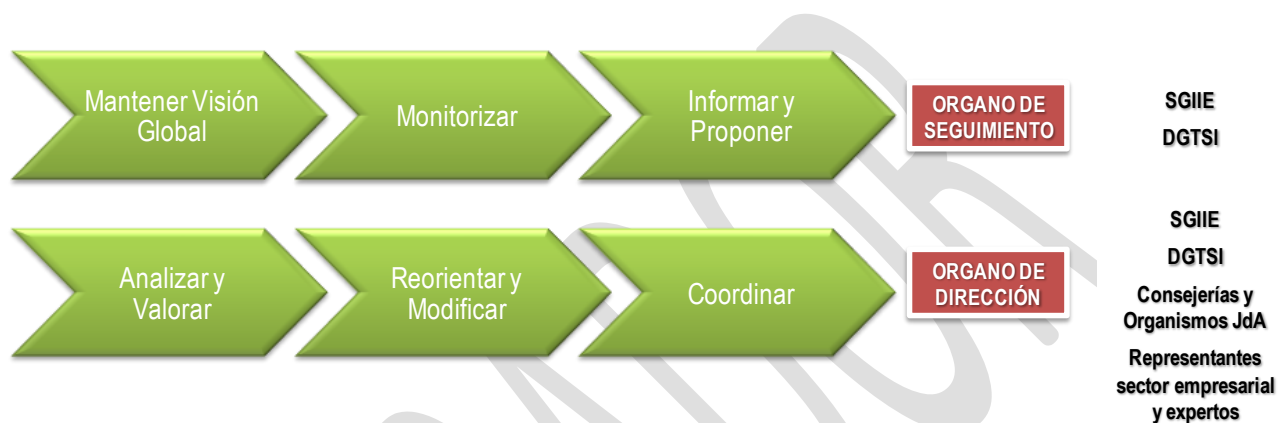 Mantener Visión
Global
Monitorizar
Informar y
Proponer
ORGANO DE
SEGUIMIENTO
SGIIE
DGTSI
Analizar y
Valorar
Reorientar y
Modificar
Coordinar
ORGANO DE
DIRECCIÓN
SGIIE
DGTSI
Consejerías y
Organismos JdA
Representantes
sector empresarial
y expertos